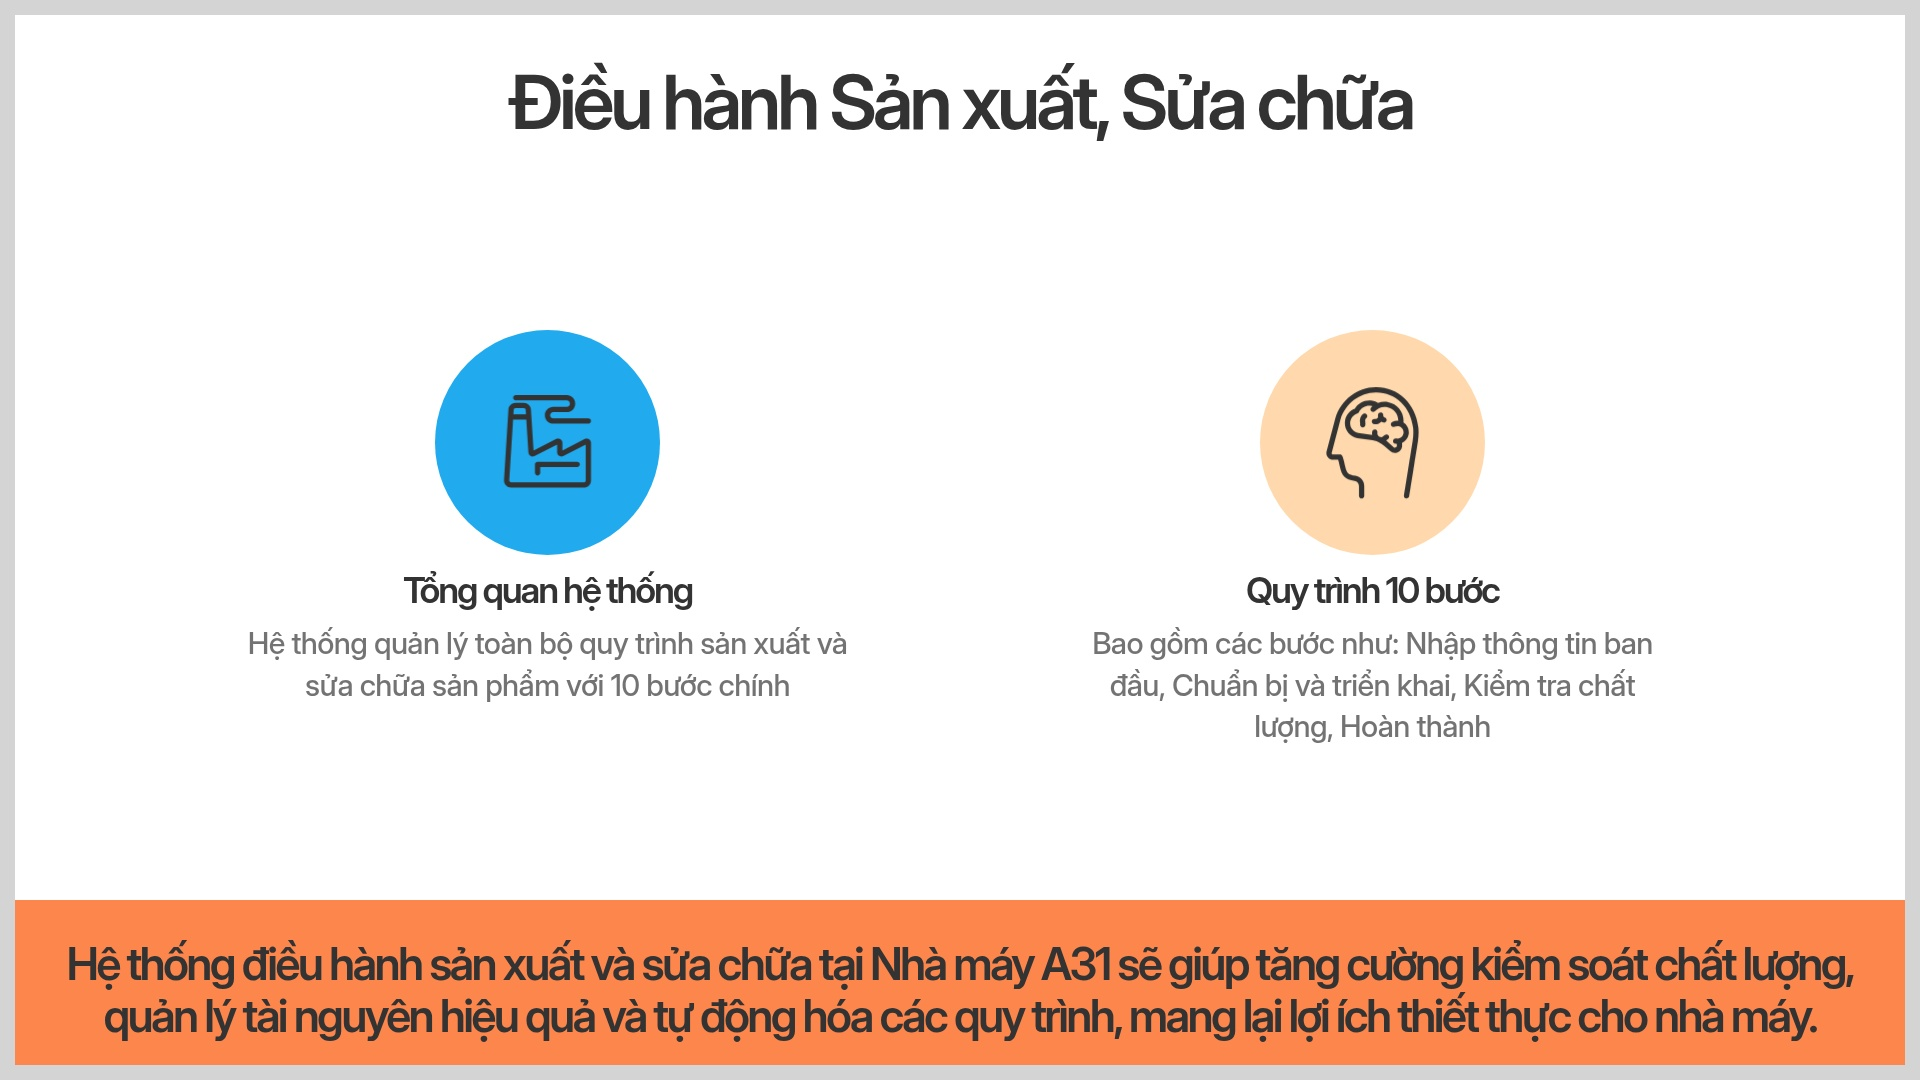 Điều hành Sản xuất, Sửa chữa
Tổng quan hệ thống
Hệ thống quản lý toàn bộ quy trình sản xuất và
sửa chữa sản phẩm với 10 bước chính
Quy trình 10 bước
Bao gồm các bước như: Nhập thông tin ban
đầu, Chuẩn bị và triển khai, Kiểm tra chất
lượng, Hoàn thành
Hệ thống điều hành sản xuất và sửa chữa tại Nhà máy A31 sẽ giúp tăng cường kiểm soát chất lượng,
quản lý tài nguyên hiệu quả và tự động hóa các quy trình, mang lại lợi ích thiết thực cho nhà máy.